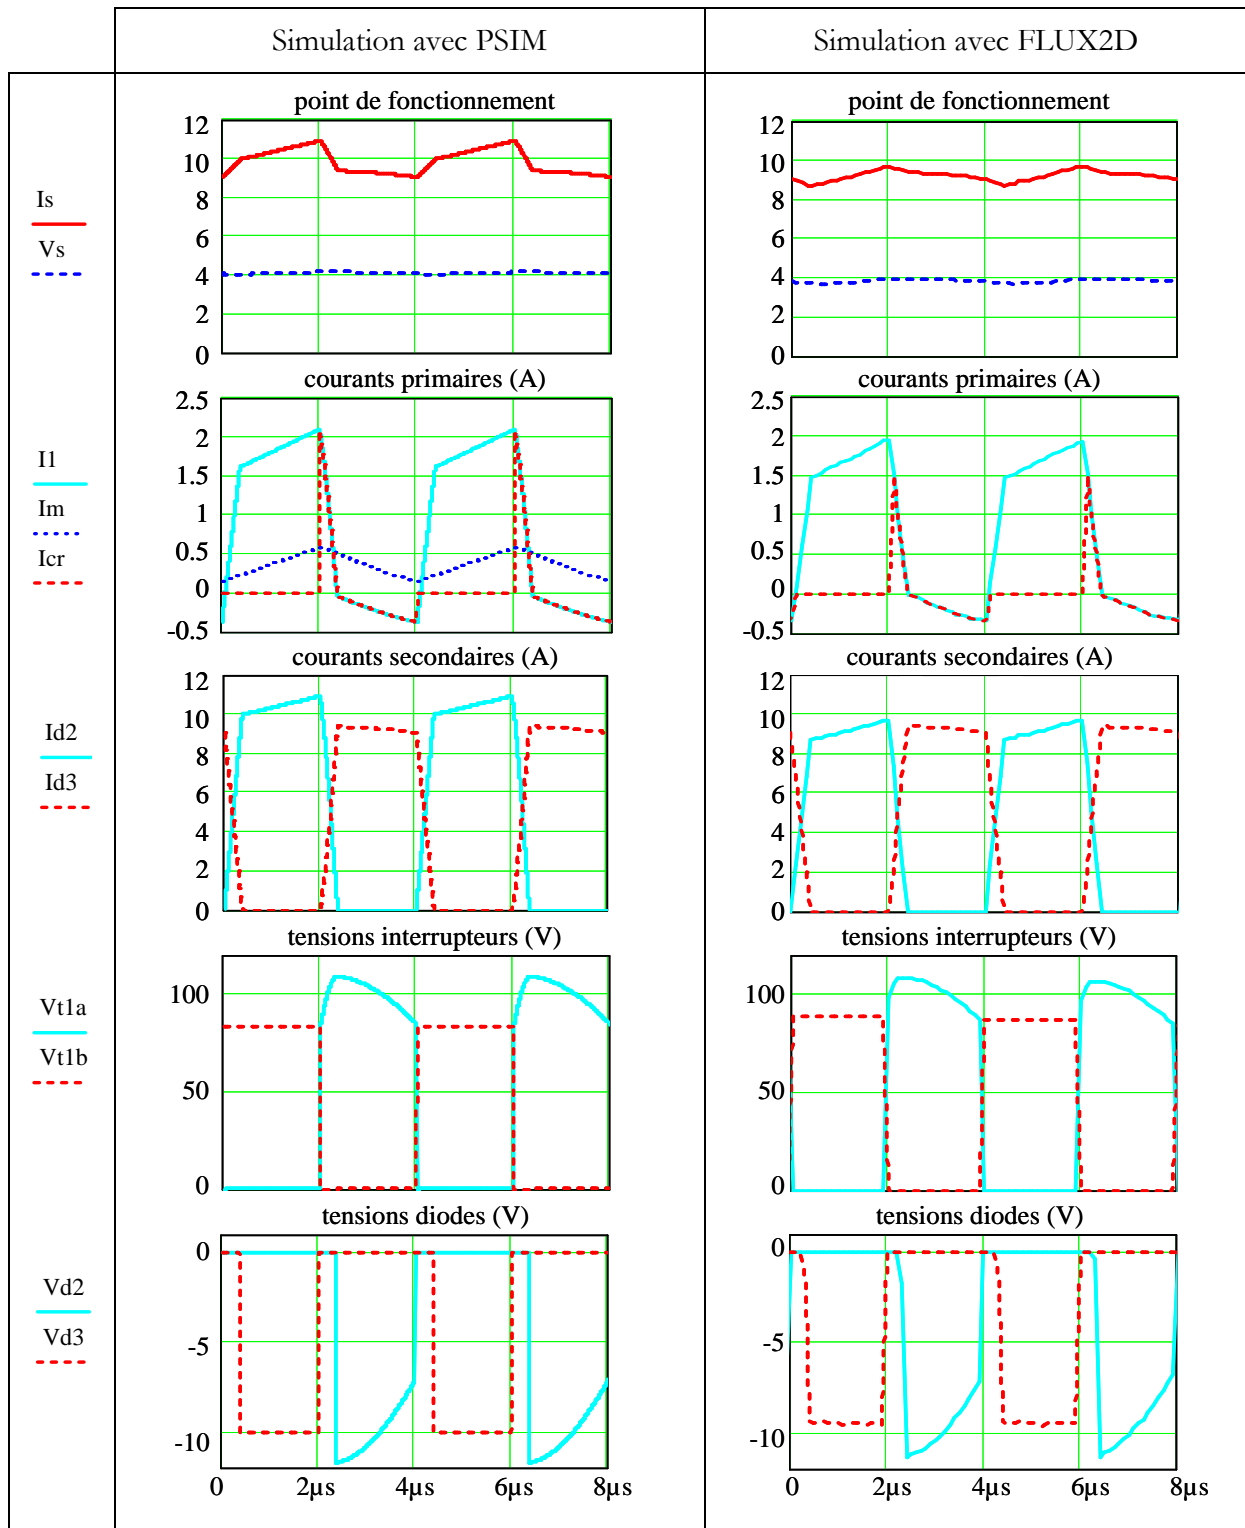 Simulation avec PSIM
Simulation avec FLUX2D
Is
Vs
point de fonctionnement
12
10
8
6
4
2
0
point de fonctionnement
12
10
8
6
4
2
0
I1
Im
Icr
courants primaires (A)
2.5
2
1.5
1
0.5
0
-0.5
courants primaires (A)
2.5
2
1.5
1
0.5
0
-0.5
Id2
Id3
courants secondaires (A)
12
10
8
6
4
2
0
courants secondaires (A)
12
10
8
6
4
2
0
Vt1a
Vt1b
tensions interrupteurs (V)
100
50
0
tensions interrupteurs (V)
100
50
0
Vd2
Vd3
tensions diodes (V)
0
-5
-10
0 2µs 4µs 6µs 8µs
tensions diodes (V)
0
-5
-10
0 2µs 4µs 6µs 8µs